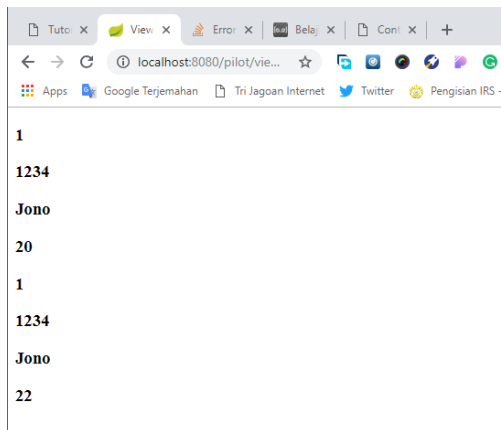 Tuto View Error Belaj Cont
localhost:8080/pilot/vie...
Apps Google Terjemahan Tri Jagoan Internet Twitter Pengisian IRS -
1
1234
Jono
20
1
1234
Jono
22